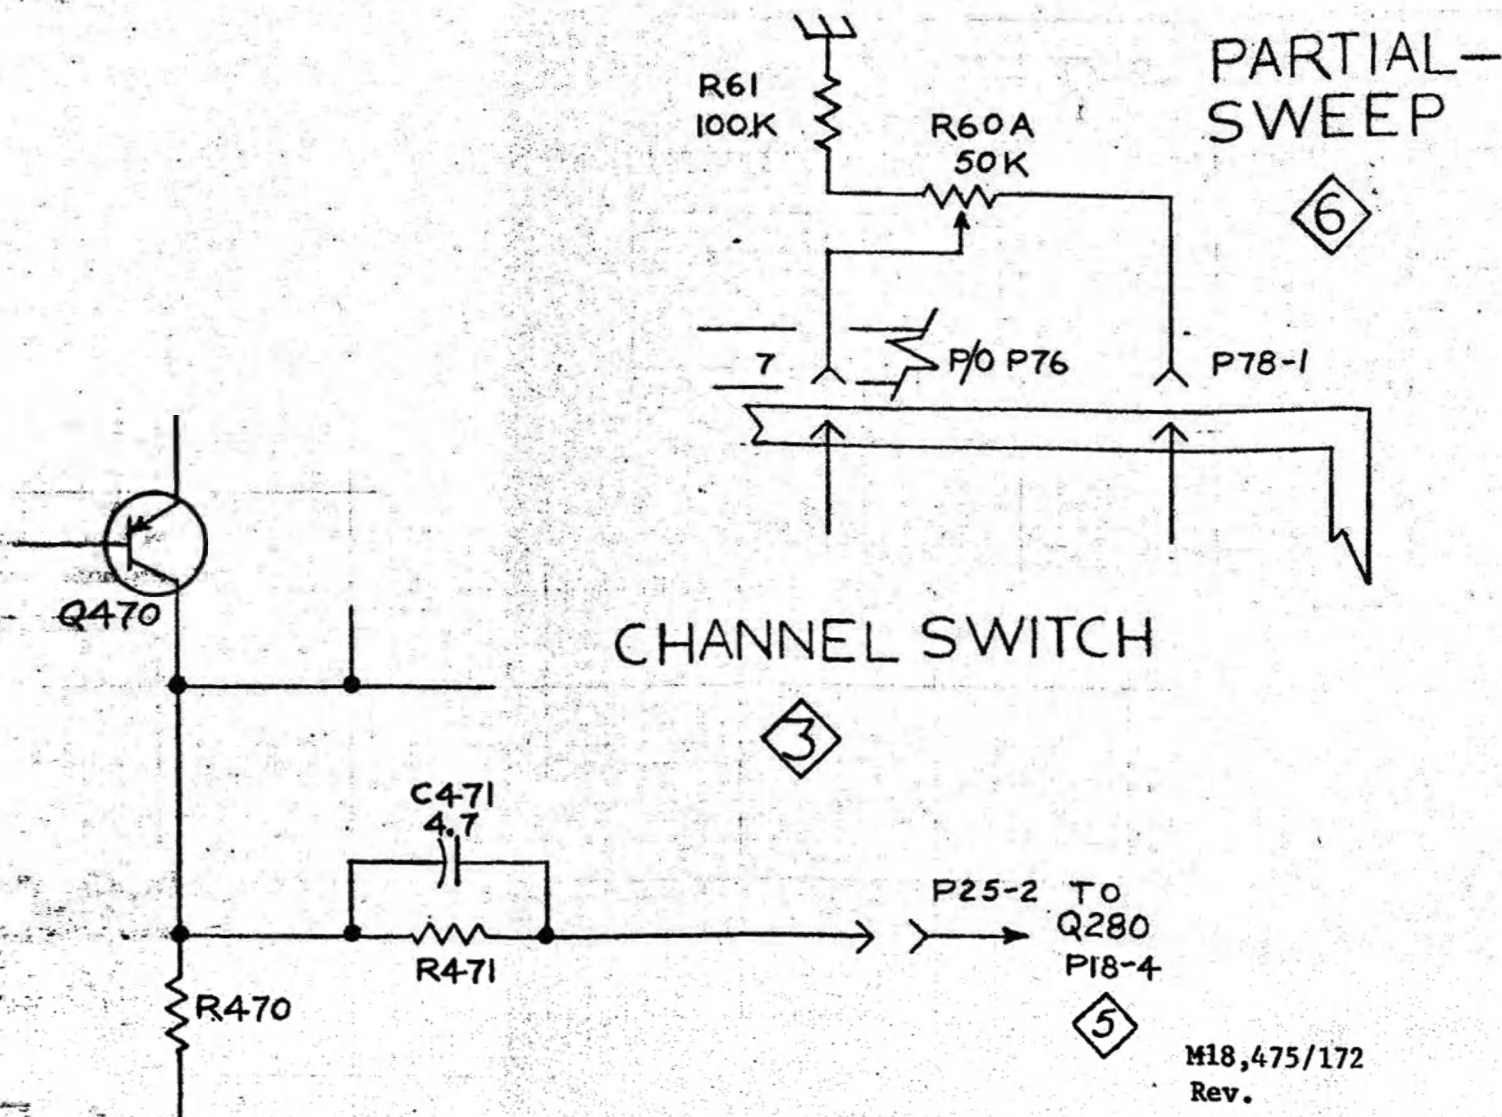 PARTIAL-
SWEEP
6
R61
100K
R60A
50K
7
P/O P76
P78-1
Q470
CHANNEL SWITCH
3
C471
4.7
R471
R470
P25-2 TO
Q280
P18-4
5
M18,475/172
Rev.